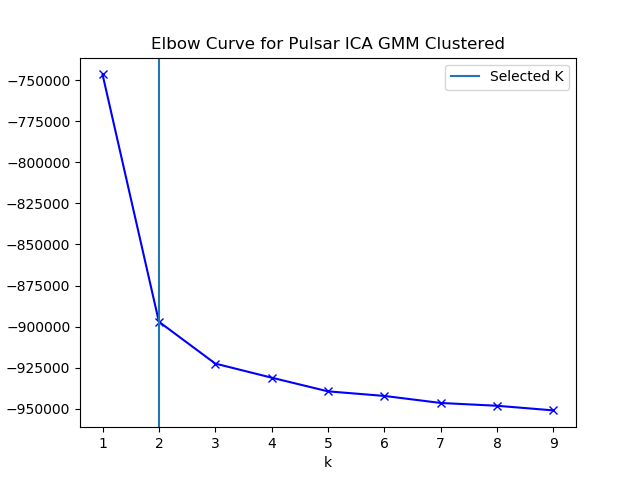 Elbow Curve for Pulsar ICA GMM Clustered
Selected K
−750000
−775000
−800000
−825000
−850000
−875000
−900000
−925000
−950000
1 2 3 4 5 6 7 8 9
k